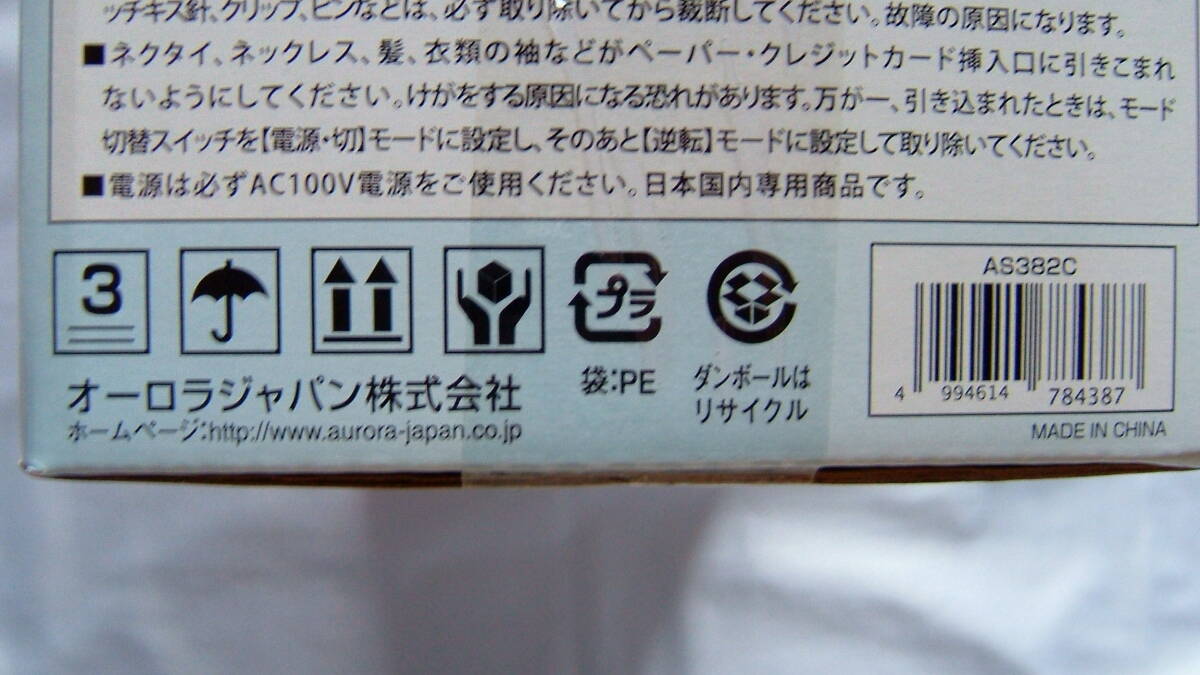 ッチキス針、クリップ、ピンなどは、必ず取り除いてから裁断してください。故障の原因になります。
■ネクタイ、ネックレス、髪、衣類の袖などがペーパー・クレジットカード挿入口に引きこまれ
ないようにしてください。けがをする原因になる恐れがあります。万が一、引き込まれたときは、モード
切替スイッチを【電源・切】モードに設定し、そのあと【逆転】モードに設定して取り除いてください。
■電源は必ずAC100V電源をご使用ください。日本国内専用商品です。
3
プラ
袋:PE
ダンボールは
リサイクル
オーロラジャパン株式会社
ホームページ:http://www.aurora-japan.co.jp
AS382C
4 994614 784387
MADE IN CHINA